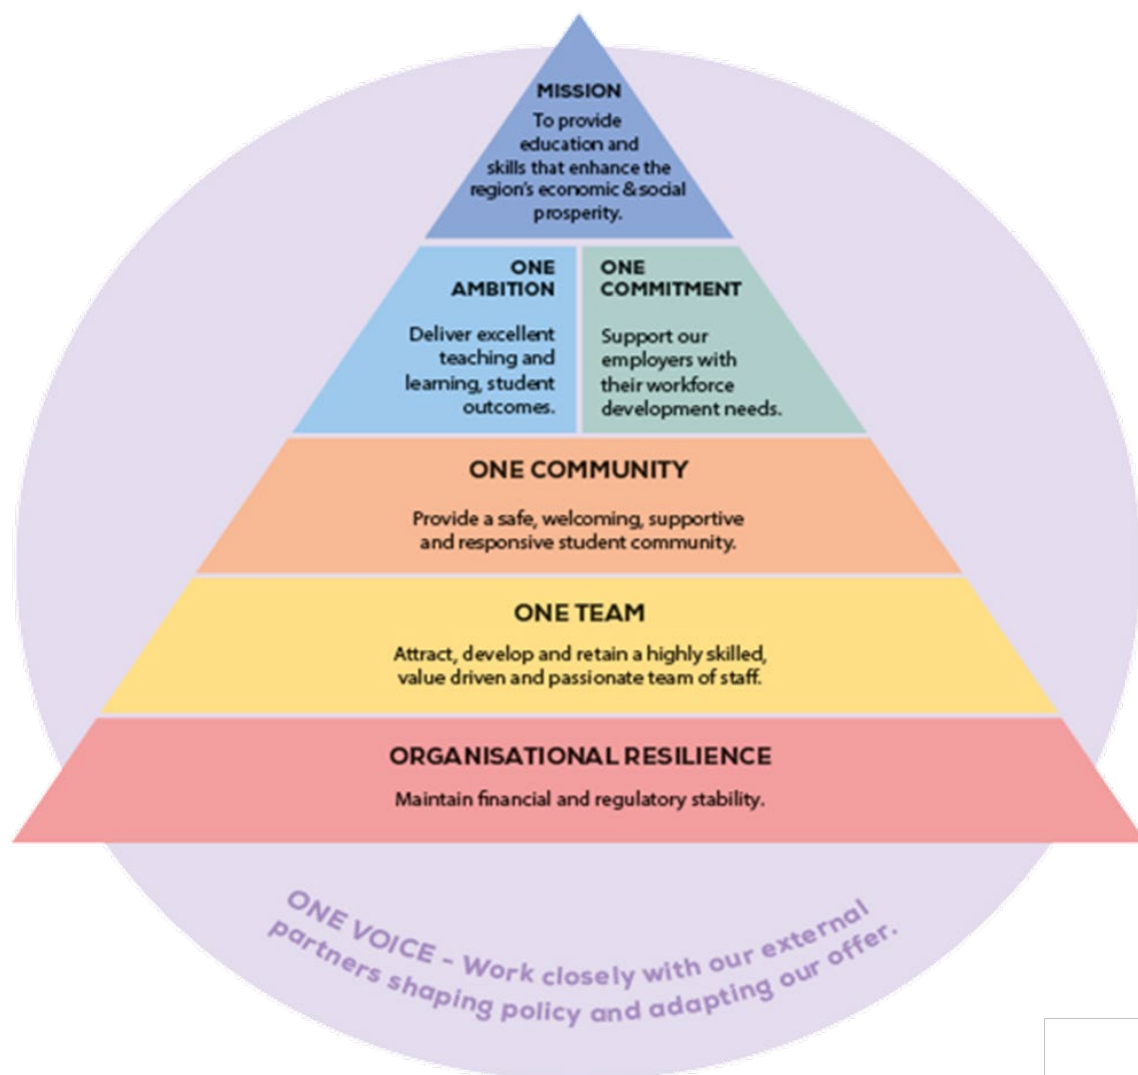 MISSION
To provide
education and
skills that enhance the
region's economic & social
prosperity.
ONE
AMBITION
Deliver excellent
teaching and
learning, student
outcomes.
ONE
COMMITMENT
Support our
employers with
their workforce
development needs.
ONE COMMUNITY
Provide a safe, welcoming, supportive
and responsive student community.
ONE TEAM
Attract, develop and retain a highly skilled,
value driven and passionate team of staff.
ORGANISATIONAL RESILIENCE
Maintain financial and regulatory stability.
ONE VOICE - Work closely with our external
partners shaping policy and adapting our offer.